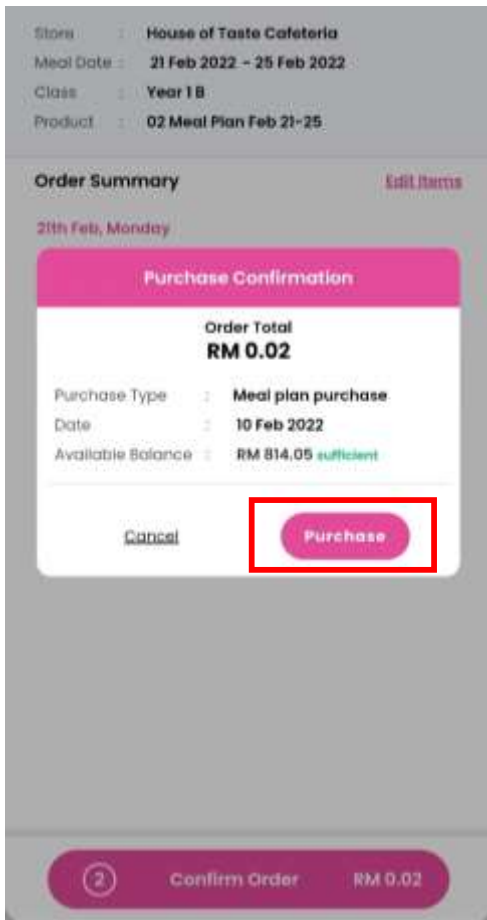 Store : House of Taste Cafeteria
Meal Date : 21 Feb 2022 - 25 Feb 2022
Class : Year 1 B
Product : 02 Meal Plan Feb 21-25
Order Summary Edit Items
21th Feb, Monday
Purchase Confirmation
Order Total
RM 0.02
Purchase Type : Meal plan purchase
Date : 10 Feb 2022
Available Balance : RM 814.05 sufficient
Cancel Purchase
2 Confirm Order RM 0.02